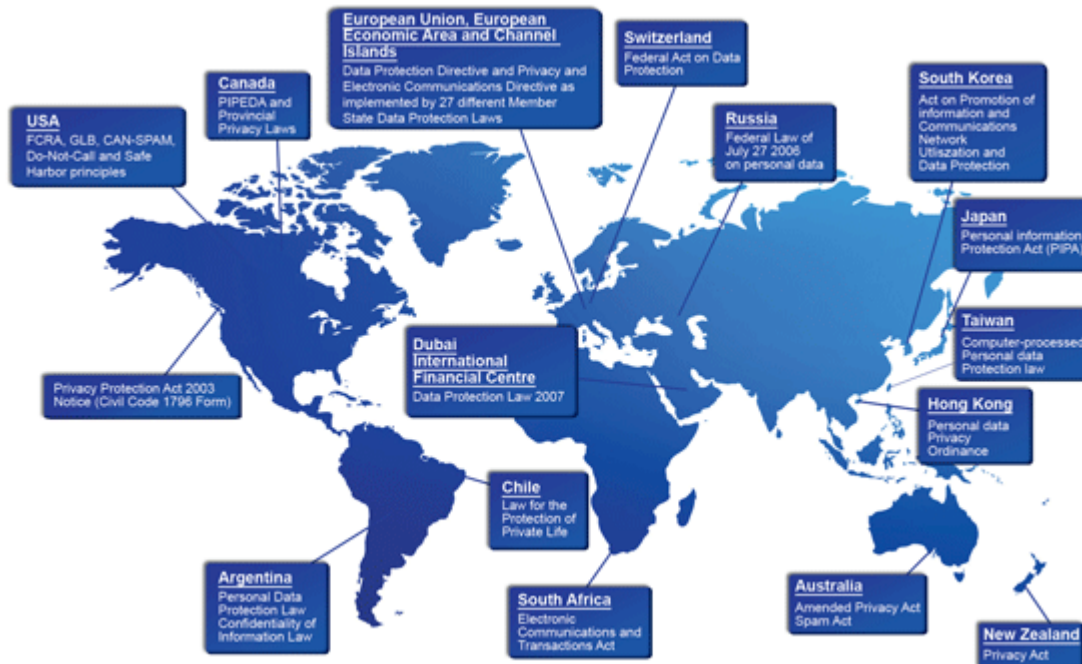 European Union, European
Economic Area and Channel
Islands
Data Protection Directive and Privacy and
Electronic Communications Directive as
implemented by 27 different Member
State Data Protection Laws
Switzerland
Federal Act on Data
Protection
Canada
PIPEDA and
Provincial
Privacy Laws
USA
FCRA, GLB, CAN-SPAM,
Do-Not-Call and Safe
Harbor principles
Russia
Federal Law of
July 27 2006
on personal data
South Korea
Act on Promotion of
information and
Communications
Network
Utliszation and
Data Protection
Japan
Personal information
Protection Act (PIPA)
Taiwan
Computer-processed
Personal data
Protection law
Dubai
International
Financial Centre
Data Protection Law 2007
Privacy Protection Act 2003
Notice (Civil Code 1796 Form)
Hong Kong
Personal data
Privacy
Ordinance
Chile
Law for the
Protection of
Private Life
Argentina
Personal Data
Protection Law
Confidentiality of
Information Law
South Africa
Electronic
Communications and
Transactions Act
Australia
Amended Privacy Act
Spam Act
New Zealand
Privacy Act